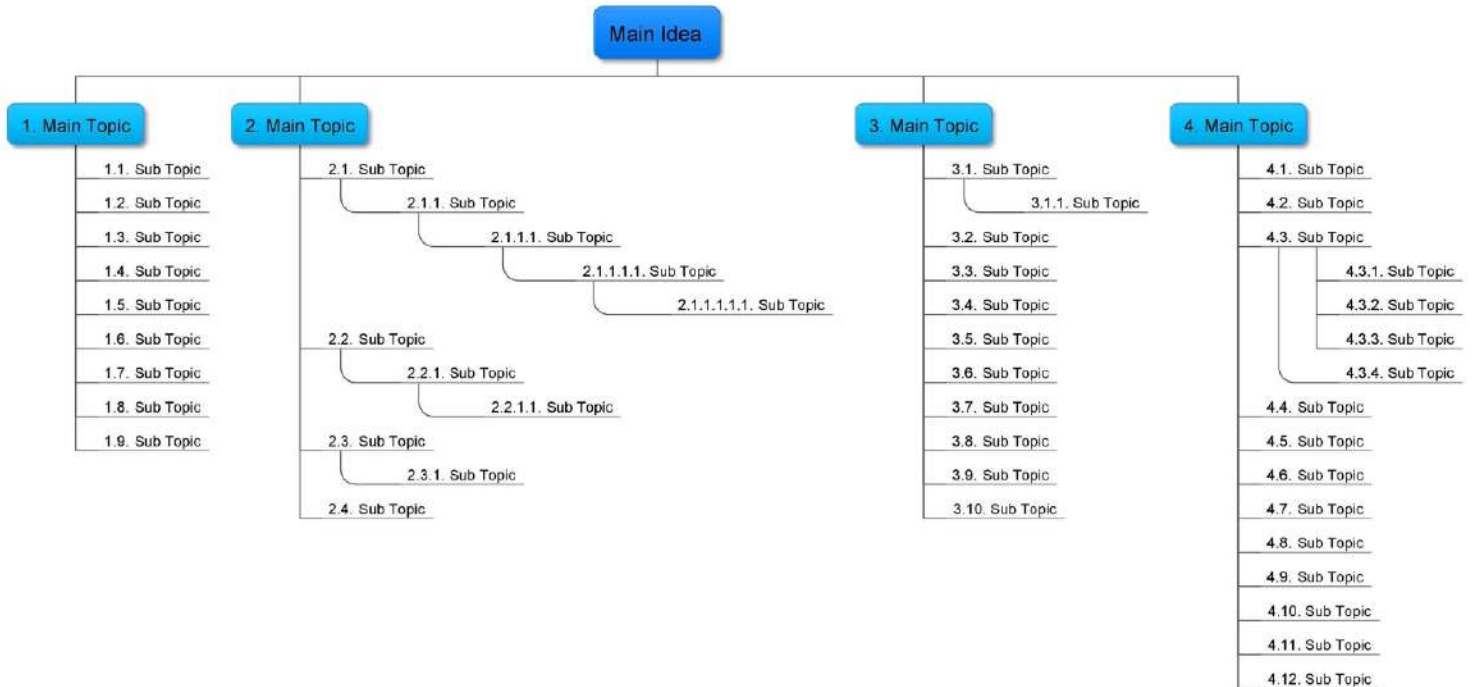 Main Idea
1. Main Topic
1.1. Sub Topic
1.2. Sub Topic
1.3. Sub Topic
1.4. Sub Topic
1.5. Sub Topic
1.6. Sub Topic
1.7. Sub Topic
1.8. Sub Topic
1.9. Sub Topic
2. Main Topic
2.1. Sub Topic
2.1.1. Sub Topic
2.1.1.1. Sub Topic
2.1.1.1.1. Sub Topic
2.1.1.1.1.1. Sub Topic
2.2. Sub Topic
2.2.1. Sub Topic
2.2.1.1. Sub Topic
2.3. Sub Topic
2.3.1. Sub Topic
2.4. Sub Topic
3. Main Topic
3.1. Sub Topic
3.1.1. Sub Topic
3.2. Sub Topic
3.3. Sub Topic
3.4. Sub Topic
3.5. Sub Topic
3.6. Sub Topic
3.7. Sub Topic
3.8. Sub Topic
3.9. Sub Topic
3.10. Sub Topic
4. Main Topic
4.1. Sub Topic
4.2. Sub Topic
4.3. Sub Topic
4.3.1. Sub Topic
4.3.2. Sub Topic
4.3.3. Sub Topic
4.3.4. Sub Topic
4.4. Sub Topic
4.5. Sub Topic
4.6. Sub Topic
4.7. Sub Topic
4.8. Sub Topic
4.9. Sub Topic
4.10. Sub Topic
4.11. Sub Topic
4.12. Sub Topic